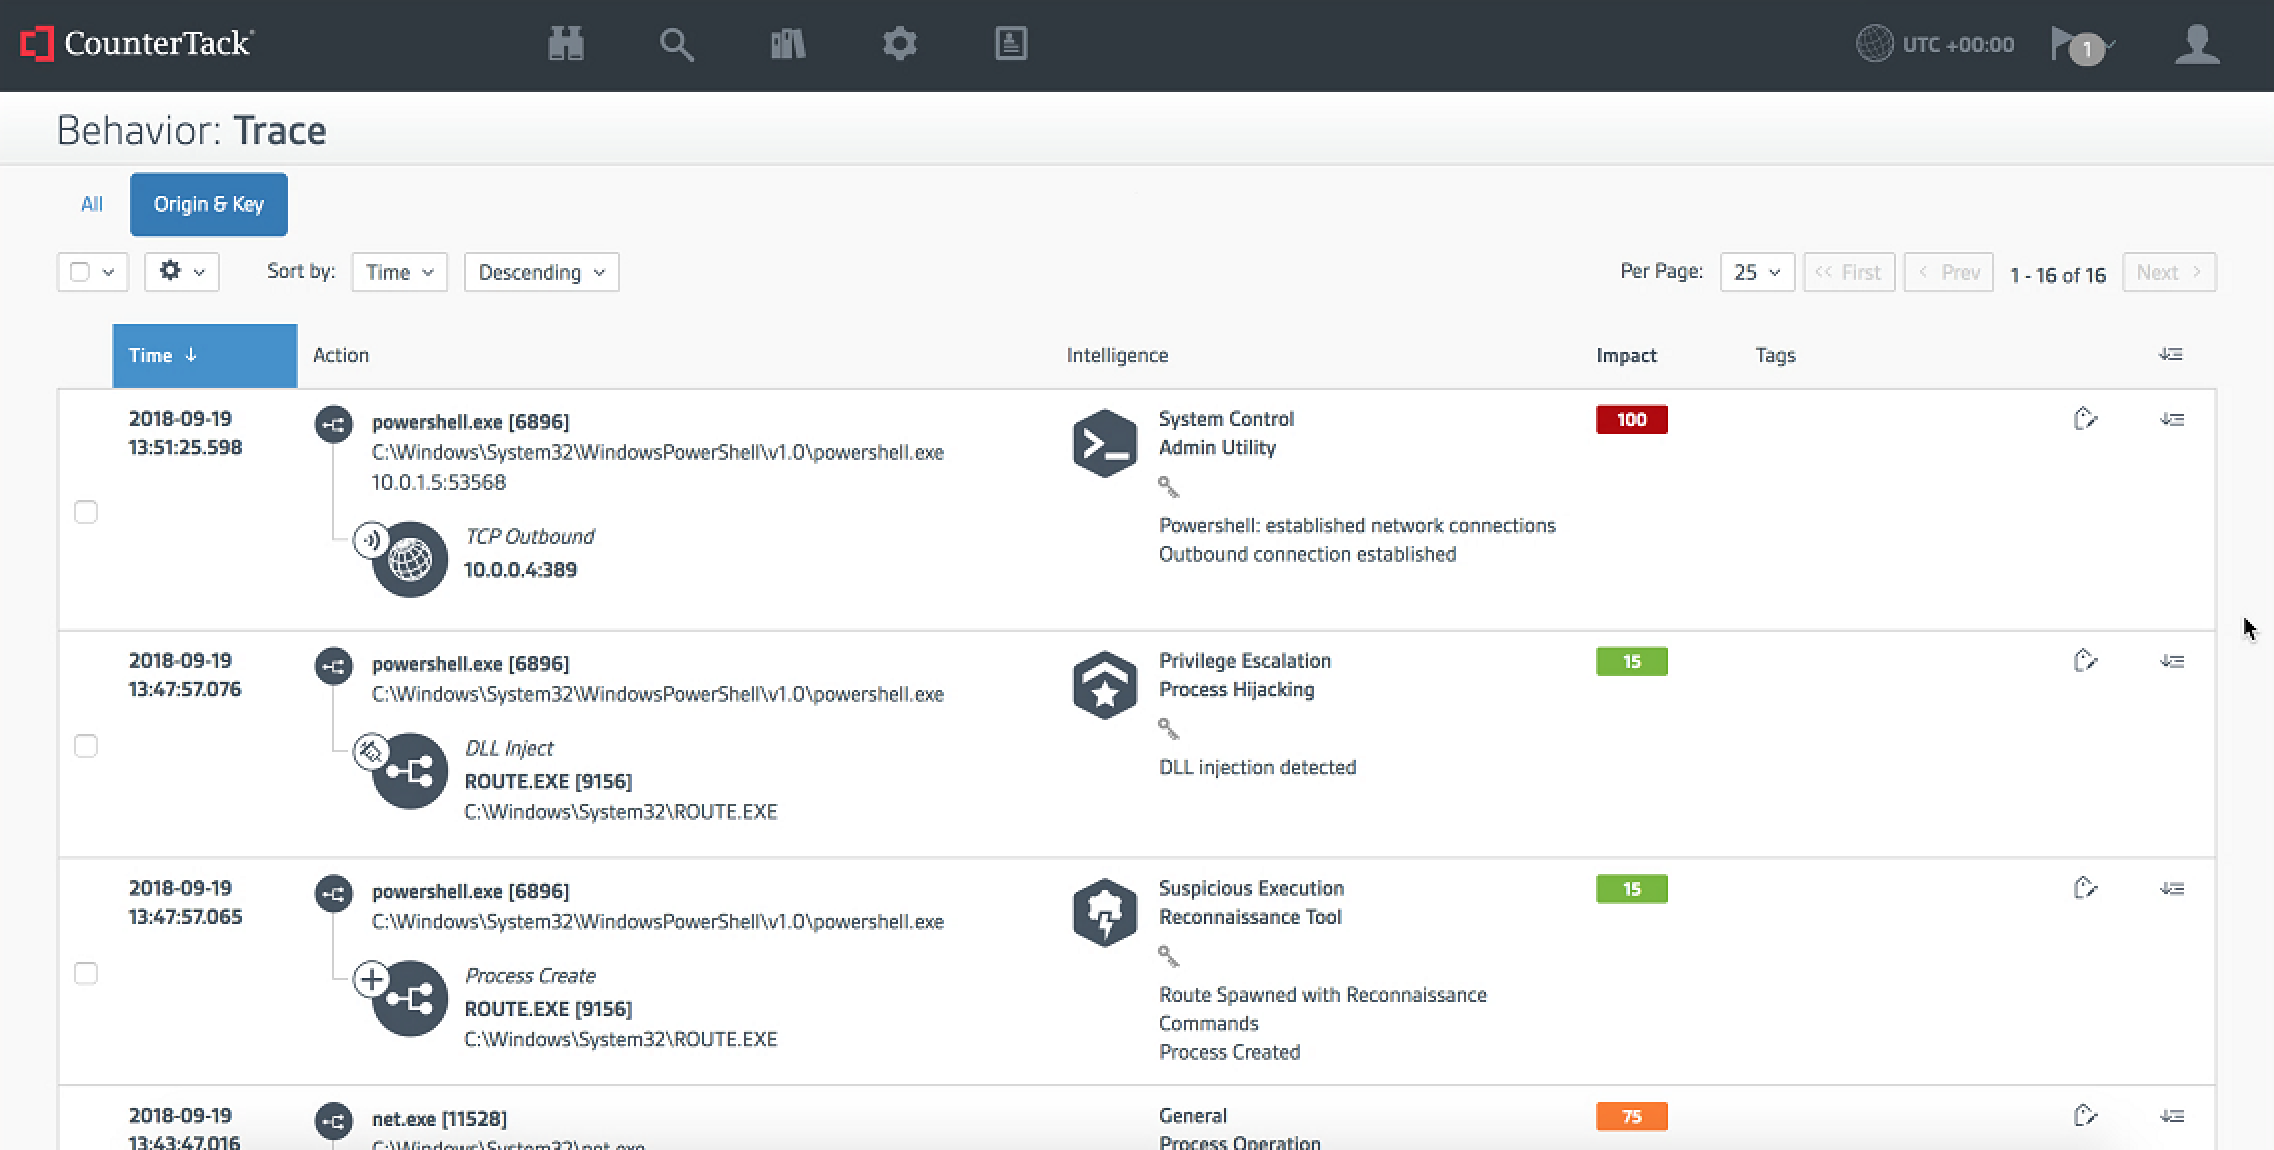 CounterTack
UTC +00:00
1
Behavior: Trace
All
Origin & Key
Sort by:
Time
Descending
Per Page:
25
<< First
< Prev
1 - 16 of 16
Next >
Time ↓
Action
Intelligence
Impact
Tags
2018-09-19
13:51:25.598
powershell.exe [6896]
C:\Windows\System32\WindowsPowerShell\v1.0\powershell.exe
10.0.1.5:53568
TCP Outbound
10.0.0.4:389
System Control
Admin Utility
Powershell: established network connections
Outbound connection established
100
2018-09-19
13:47:57.076
powershell.exe [6896]
C:\Windows\System32\WindowsPowerShell\v1.0\powershell.exe
DLL Inject
ROUTE.EXE [9156]
C:\Windows\System32\ROUTE.EXE
Privilege Escalation
Process Hijacking
DLL injection detected
15
2018-09-19
13:47:57.065
powershell.exe [6896]
C:\Windows\System32\WindowsPowerShell\v1.0\powershell.exe
Process Create
ROUTE.EXE [9156]
C:\Windows\System32\ROUTE.EXE
Suspicious Execution
Reconnaissance Tool
Route Spawned with Reconnaissance
Commands
Process Created
15
2018-09-19
13:43:47.016
net.exe [11528]
C:\Windows\System32\net.exe
General
Process Operation
75